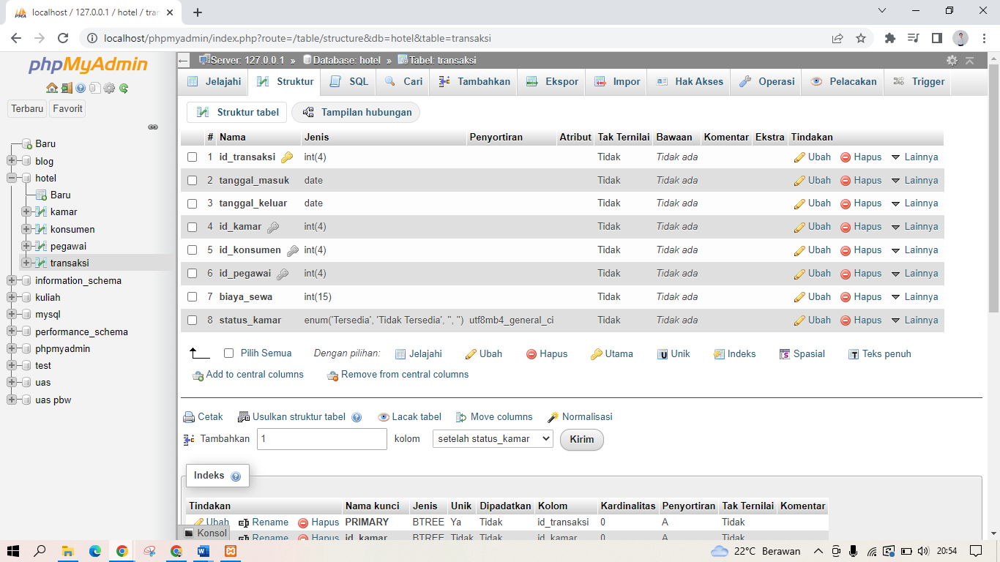 localhost / 127.0.0.1 / hotel / tran
localhost/phpmyadmin/index.php?route=/table/structure&db=hotel&table=transaksi
phpMyAdmin
Terbaru Favorit
Baru
blog
hotel
Baru
kamar
konsumen
pegawai
transaksi
information_schema
kuliah
mysql
performance_schema
phpmyadmin
test
uas
uas pbw
Server: 127.0.0.1 » Database: hotel » Tabel: transaksi
Jelajahi Struktur SQL Cari Tambahkan Ekspor Impor Hak Akses Operasi Pelacakan Trigger
Struktur tabel Tampilan hubungan
# Nama Jenis Penyortiran Atribut Tak Ternilai Bawaan Komentar Ekstra Tindakan
1 id_transaksi int(4) Tidak Tidak ada Ubah Hapus Lainnya
2 tanggal_masuk date Tidak Tidak ada Ubah Hapus Lainnya
3 tanggal_keluar date Tidak Tidak ada Ubah Hapus Lainnya
4 id_kamar int(4) Tidak Tidak ada Ubah Hapus Lainnya
5 id_konsumen int(4) Tidak Tidak ada Ubah Hapus Lainnya
6 id_pegawai int(4) Tidak Tidak ada Ubah Hapus Lainnya
7 biaya_sewa int(15) Tidak Tidak ada Ubah Hapus Lainnya
8 status_kamar enum('Tersedia', 'Tidak Tersedia', '', '') utf8mb4_general_ci Tidak Tidak ada Ubah Hapus Lainnya
Pilih Semua Dengan pilihan: Jelajahi Ubah Hapus Utama Unik Indeks Spasial Teks penuh
Add to central columns Remove from central columns
Cetak Usulkan struktur tabel Lacak tabel Move columns Normalisasi
Tambahkan 1 kolom setelah status_kamar Kirim
Indeks
Tindakan Nama kunci Jenis Unik Dipadatkan Kolom Kardinalitas Penyortiran Tak Ternilai Komentar
Ubah Rename Hapus PRIMARY BTREE Ya Tidak id_transaksi 0 A Tidak
Konsol Rename Hapus id_kamar BTREE Tidak Tidak id_kamar 0 A Tidak
22°C Berawan 20:54